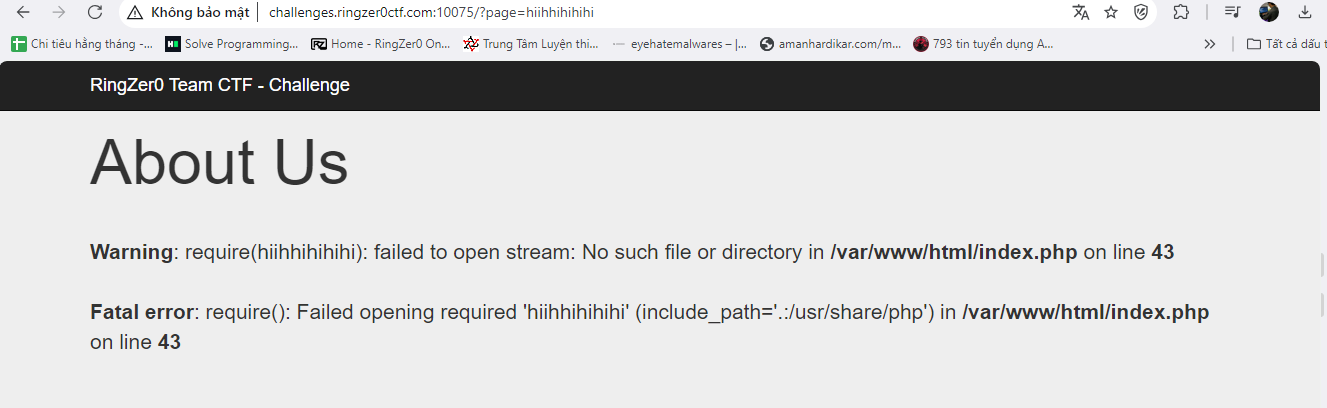 Không bảo mật challenges.ringzer0ctf.com:10075/?page=hiihhihihihi
Chi tiêu hằng tháng -... Solve Programming... Home - RingZer0 On... Trung Tâm Luyện thi... eyehatemalwares – |... amanhardikar.com/m... 793 tin tuyển dụng A... Tất cả dấu t
RingZer0 Team CTF - Challenge
About Us
Warning: require(hiihhihihihi): failed to open stream: No such file or directory in /var/www/html/index.php on line 43
Fatal error: require(): Failed opening required 'hiihhihihihi' (include_path='.:/usr/share/php') in /var/www/html/index.php
on line 43